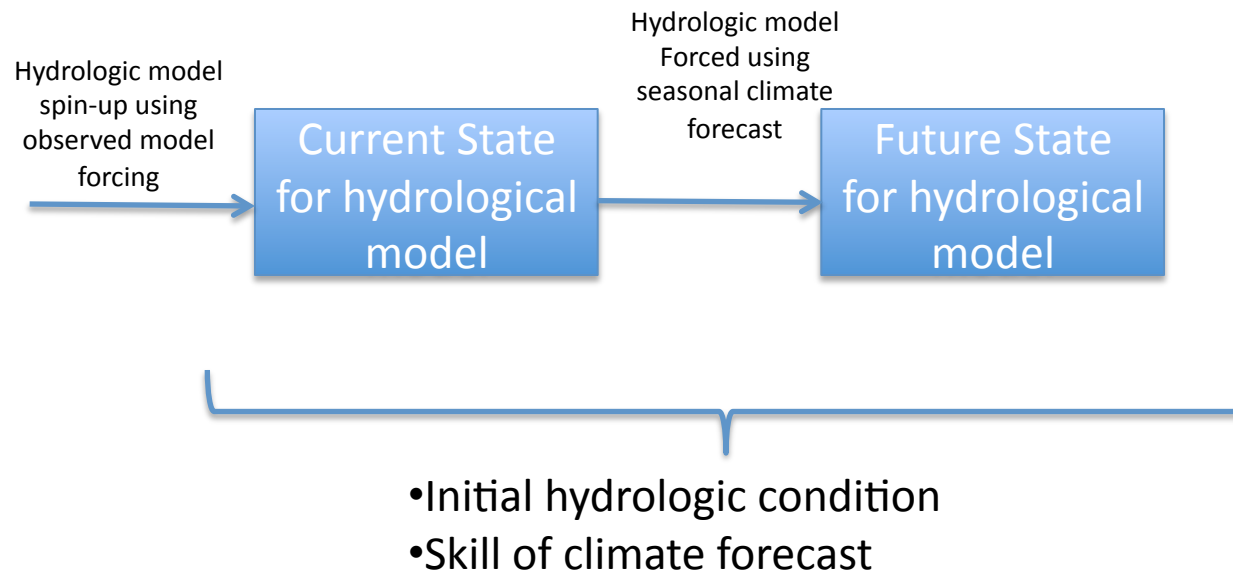 Hydrologic model
spin-up using
observed model
forcing
Current State
for hydrological
model
Hydrologic model
Forced using
seasonal climate
forecast
Future State
for hydrological
model
•Initial hydrologic condition
•Skill of climate forecast